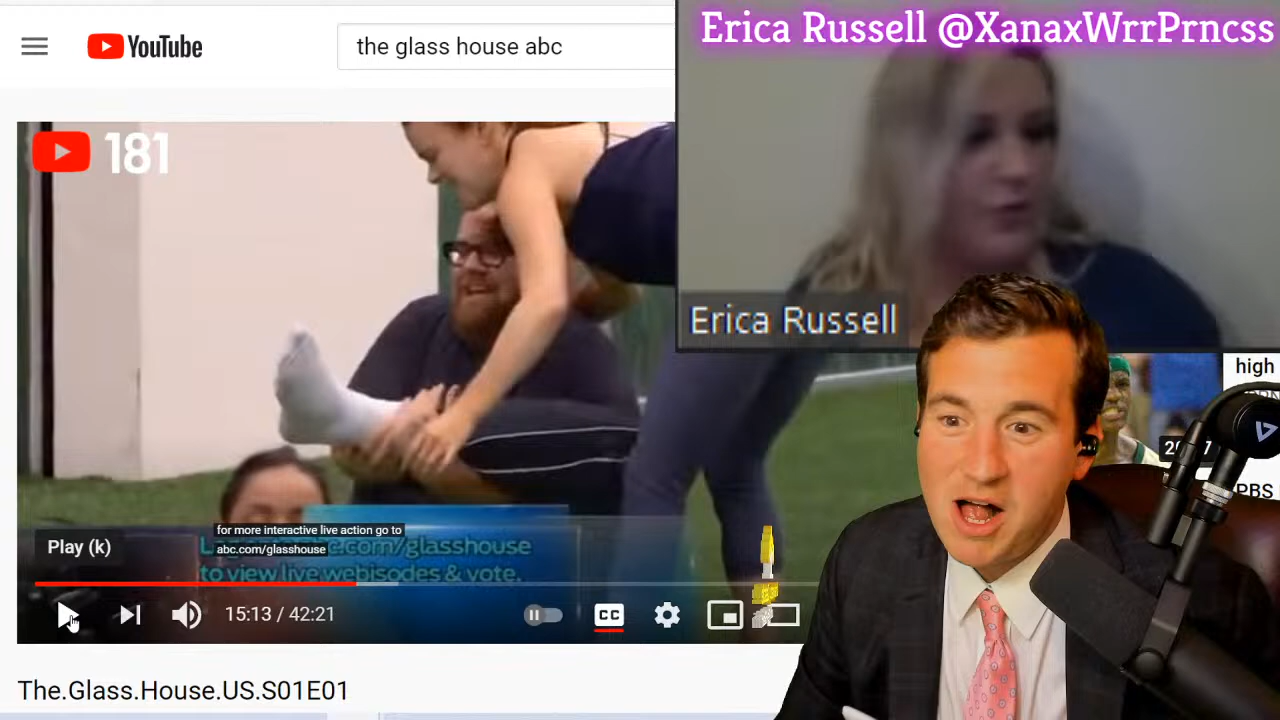 YouTube
the glass house abc
Erica Russell @XanaxWrrPrncss
181
Erica Russell
high
for more interactive live action go to
abc.com/glasshouse
.com/glasshouse
to view live webisodes & vote.
Play (k)
PBS
15:13 / 42:21
CC
The.Glass.House.US.S01E01